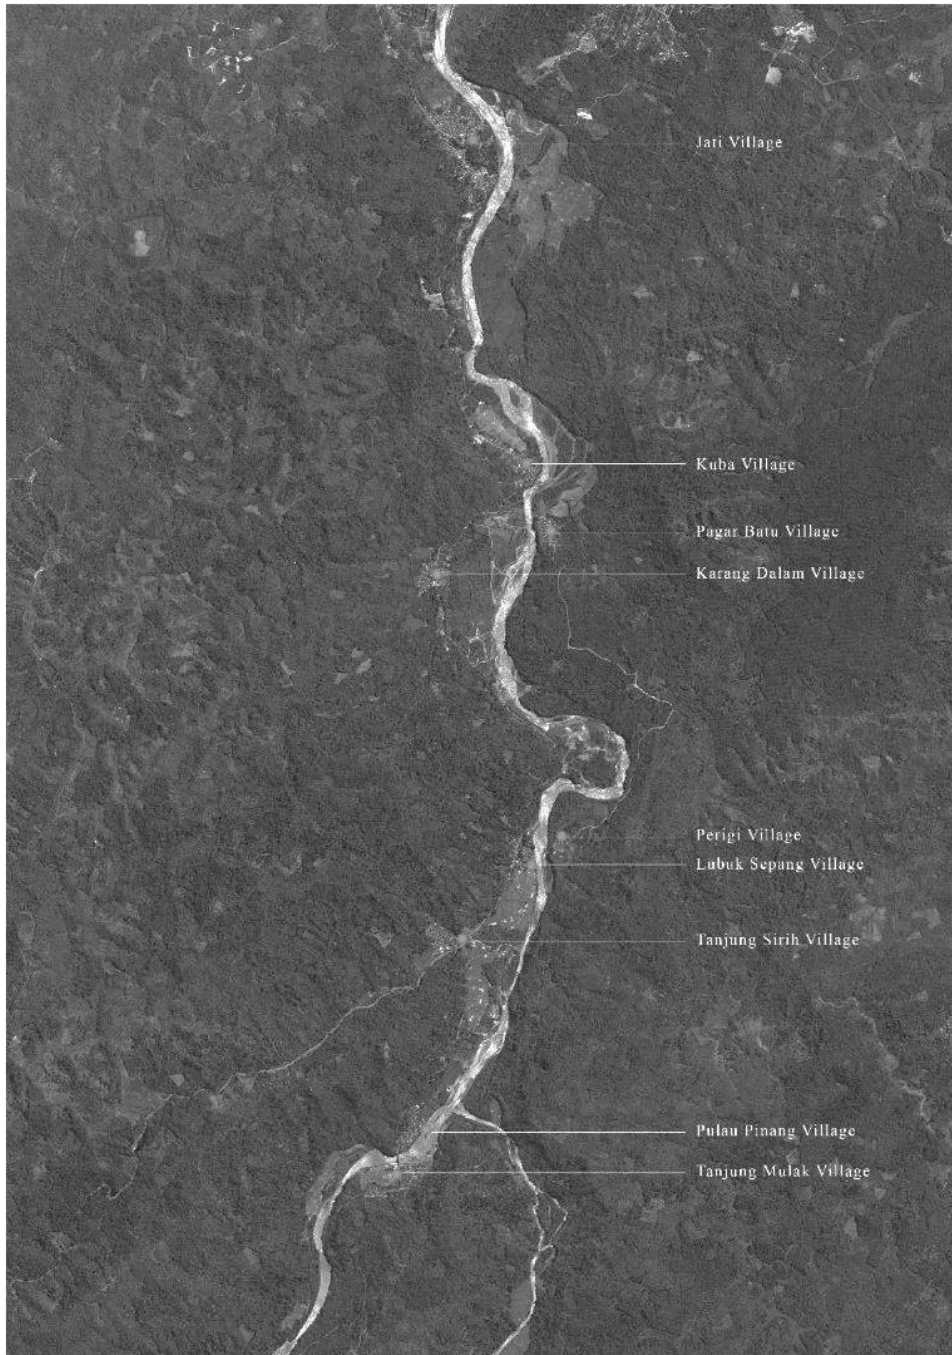 Jati Village
Kuba Village
Pagar Batu Village
Karang Dalam Village
Perigi Village
Lubuk Sepang Village
Tanjung Sirih Village
Pulau Pinang Village
Tanjung Mulak Village